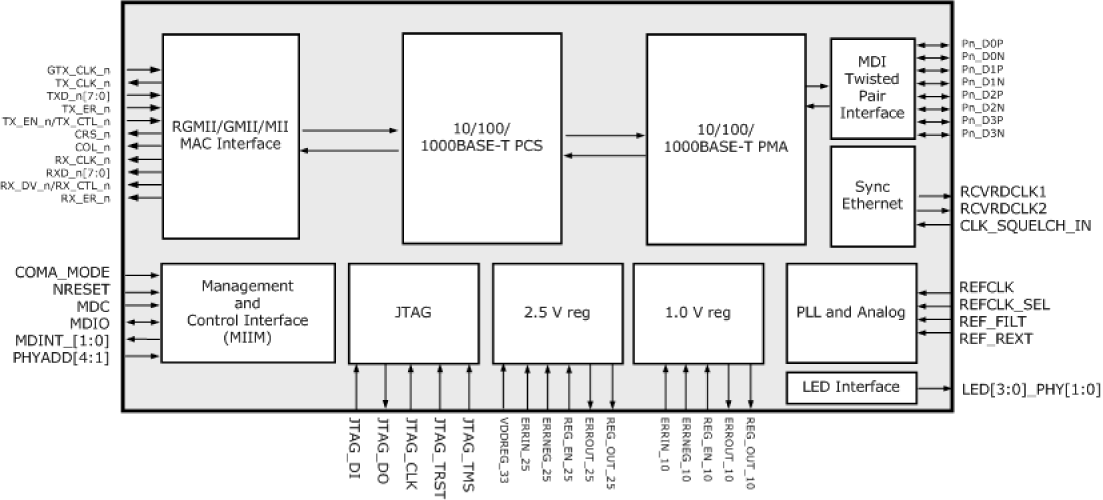 GTX_CLK_n
TX_CLK_n
TXD_n[7:0]
TX_ER_n
TX_EN_n/TX_CTL_n
CRS_n
COL_n
RX_CLK_n
RXD_n[7:0]
RX_DV_n/RX_CTL_n
RX_ER_n
RGMII/GMII/MII
MAC Interface
10/100/
1000BASE-T PCS
10/100/
1000BASE-T PMA
MDI
Twisted
Pair
Interface
Pn_D0P
Pn_D0N
Pn_D1P
Pn_D1N
Pn_D2P
Pn_D2N
Pn_D3P
Pn_D3N
Sync
Ethernet
RCVRDCLK1
RCVRDCLK2
CLK_SQUELCH_IN
COMA_MODE
NRESET
MDC
MDIO
MDINT_[1:0]
PHYADD[4:1]
Management
and
Control Interface
(MIIM)
JTAG
2.5 V reg
1.0 V reg
PLL and Analog
REFCLK
REFCLK_SEL
REF_FILT
REF_REXT
LED Interface
LED[3:0]_PHY[1:0]
JTAG_DI
JTAG_DO
JTAG_CLK
JTAG_TRST
JTAG_TMS
VDDREG_33
ERRIN_25
ERRNEG_25
REG_EN_25
ERROUT_25
REG_OUT_25
ERRIN_10
ERRNEG_10
REG_EN_10
ERROUT_10
REG_OUT_10